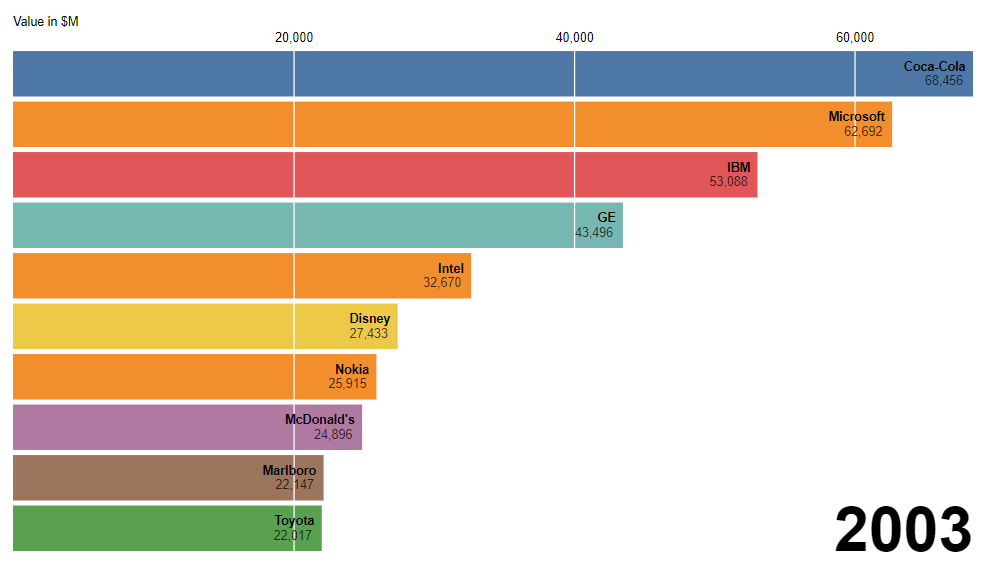 Value in $M
20,000 40,000 60,000
Coca-Cola
68,456
Microsoft
62,692
IBM
53,088
GE
43,496
Intel
32,670
Disney
27,433
Nokia
25,915
McDonald's
24,896
Marlboro
22,147
Toyota
22,017
2003